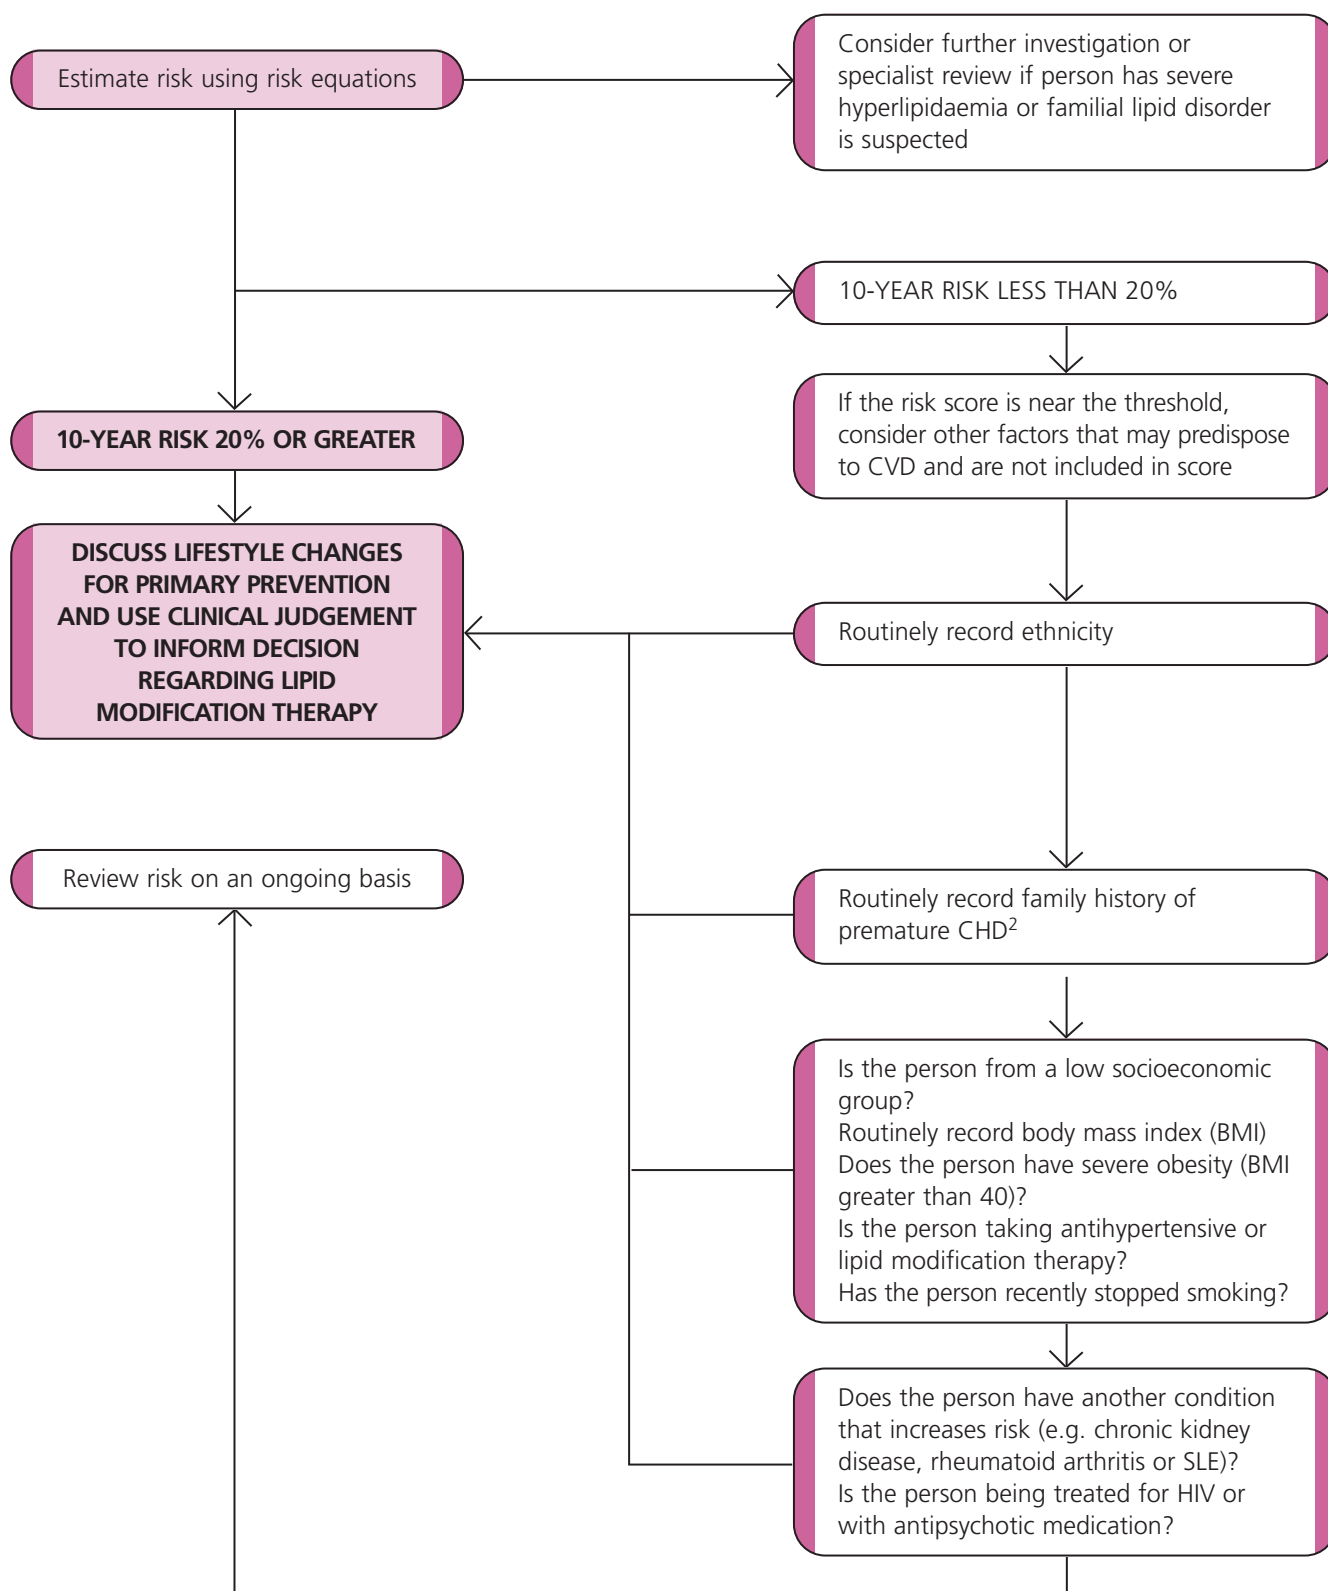 Estimate risk using risk equations
Consider further investigation or
specialist review if person has severe
hyperlipidaemia or familial lipid disorder
is suspected
10-YEAR RISK LESS THAN 20%
If the risk score is near the threshold,
consider other factors that may predispose
to CVD and are not included in score
10-YEAR RISK 20% OR GREATER
DISCUSS LIFESTYLE CHANGES
FOR PRIMARY PREVENTION
AND USE CLINICAL JUDGEMENT
TO INFORM DECISION
REGARDING LIPID
MODIFICATION THERAPY
Routinely record ethnicity
Review risk on an ongoing basis
Routinely record family history of
premature CHD²
Is the person from a low socioeconomic
group?
Routinely record body mass index (BMI)
Does the person have severe obesity (BMI
greater than 40)?
Is the person taking antihypertensive or
lipid modification therapy?
Has the person recently stopped smoking?
Does the person have another condition
that increases risk (e.g. chronic kidney
disease, rheumatoid arthritis or SLE)?
Is the person being treated for HIV or
with antipsychotic medication?